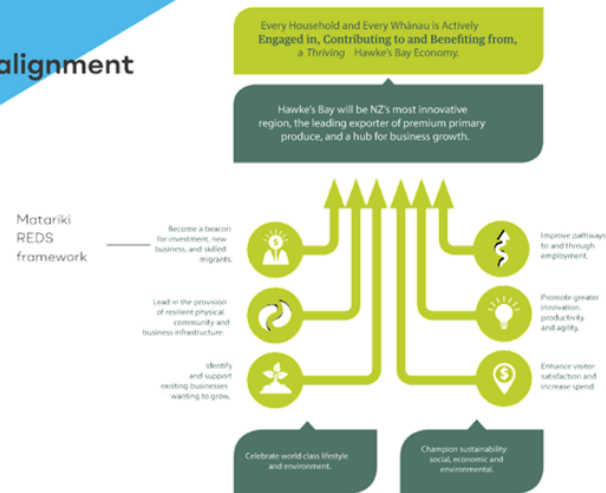 alignment
Every Household and Every Whānau is Actively
Engaged in, Contributing to and Benefiting from,
a Thriving Hawke's Bay Economy.
Hawke's Bay will be NZ's most innovative
region, the leading exporter of premium primary
produce, and a hub for business growth.
Matariki
REDS
framework
Become a beacon
for investment, new
business, and skilled
migrants.
Lead in the provision
of resilient physical,
community and
business infrastructure.
Identify
and support
existing businesses
wanting to grow.
Improve pathways
to and through
employment.
Promote greater
innovation,
productivity
and agility.
Enhance visitor
satisfaction and
increase spend.
Celebrate world class lifestyle
and environment.
Champion sustainability:
social, economic and
environmental.